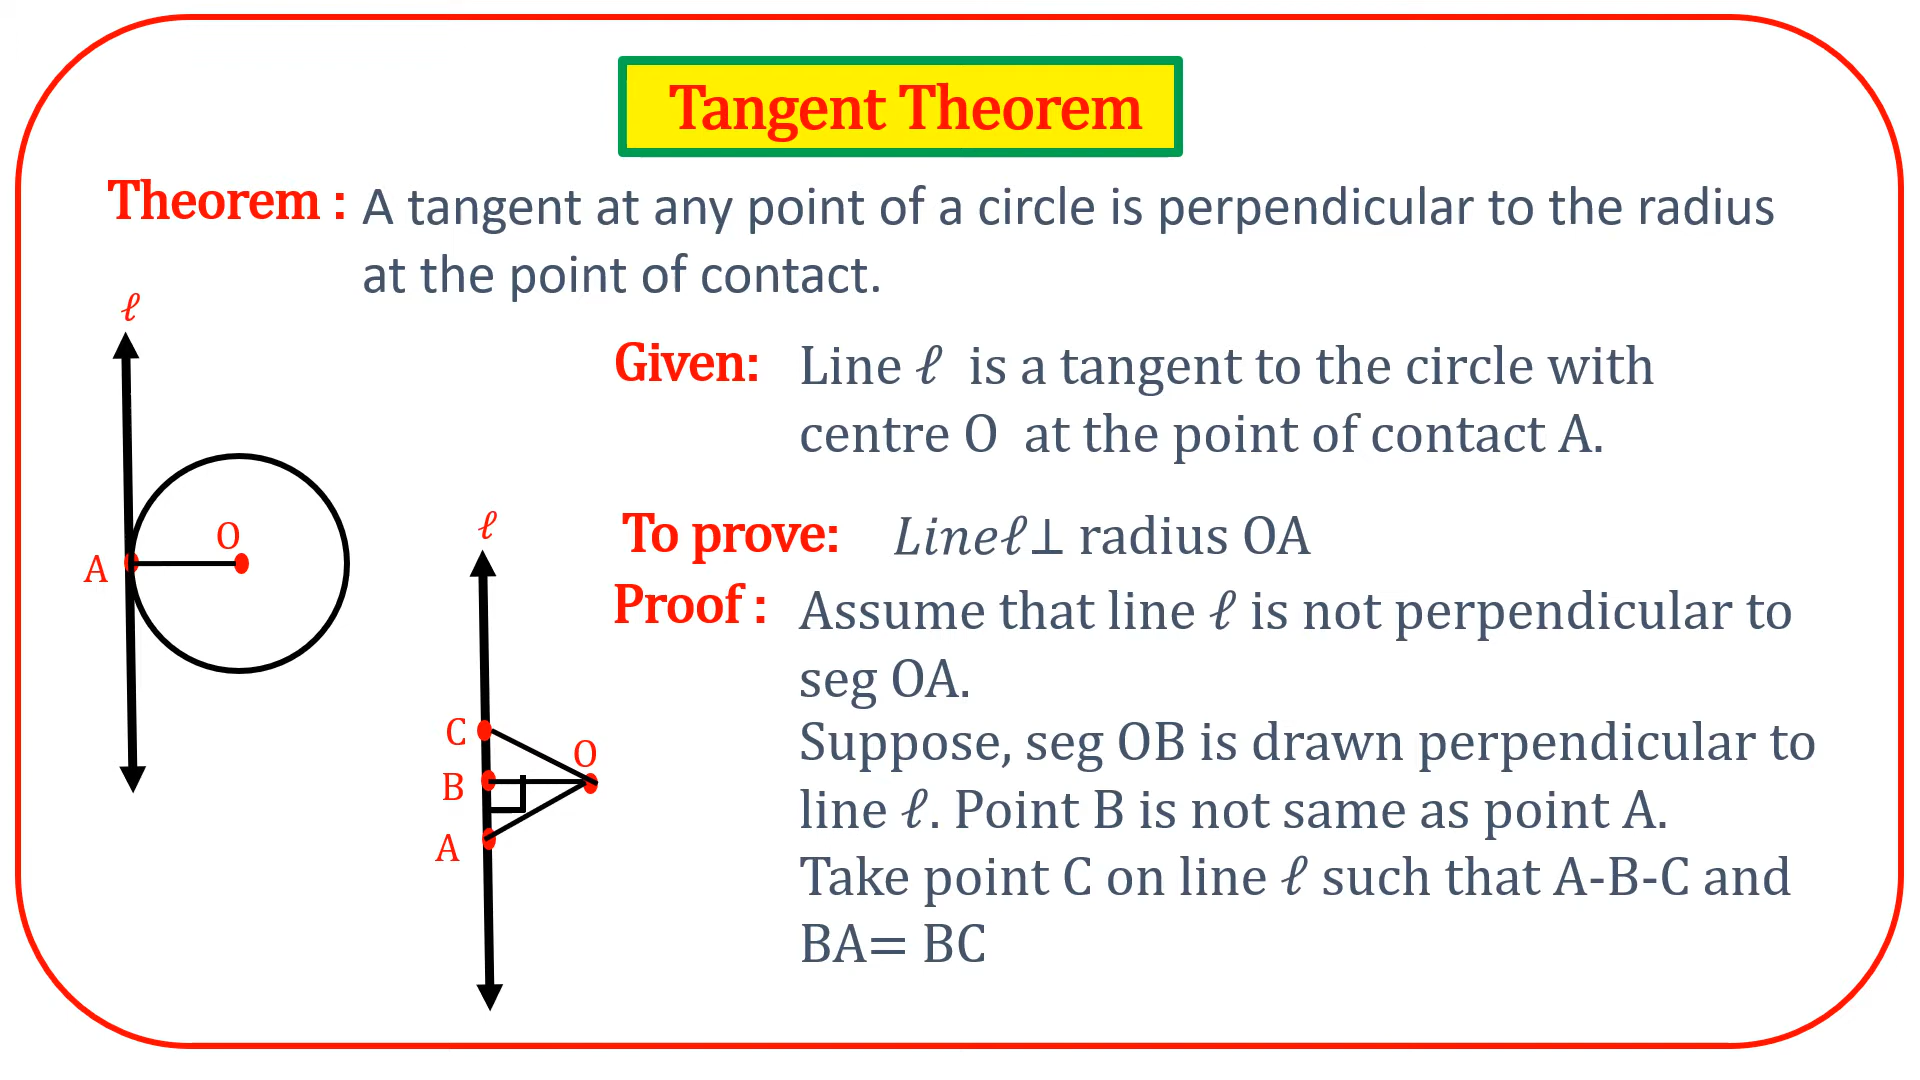 Tangent Theorem
Theorem : A tangent at any point of a circle is perpendicular to the radius
at the point of contact.
ℓ
Given: Line ℓ is a tangent to the circle with
centre O at the point of contact A.
O
A
ℓ
To prove: Lineℓ⊥ radius OA
Proof : Assume that line ℓ is not perpendicular to
seg OA.
Suppose, seg OB is drawn perpendicular to
line ℓ. Point B is not same as point A.
Take point C on line ℓ such that A-B-C and
BA= BC
C
O
B
A